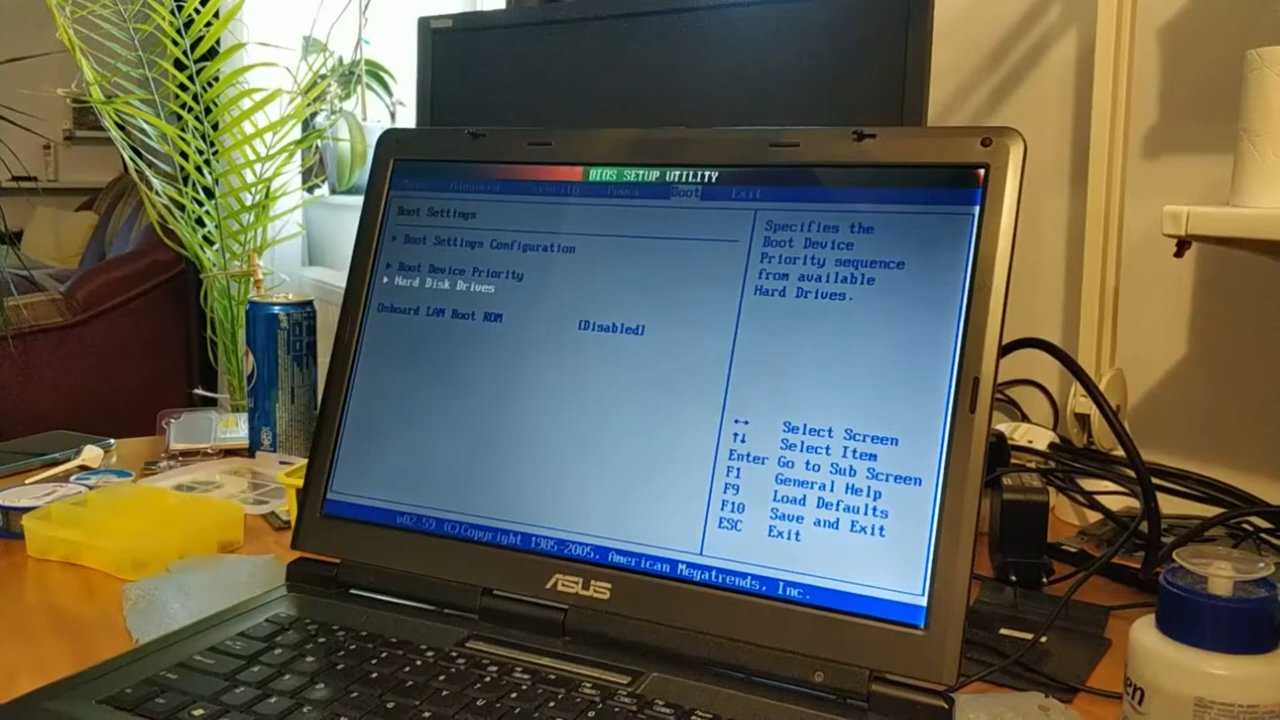 BIOS SETUP UTILITY
Advanced Security Power Boot Exit
Boot Settings
Boot Settings Configuration
Boot Device Priority
Hard Disk Drives
Onboard LAN Boot ROM [Disabled]
Specifies the
Boot Device
Priority sequence
from available
Hard Drives.
↔ Select Screen
↑↓ Select Item
Enter Go to Sub Screen
F1 General Help
F9 Load Defaults
F10 Save and Exit
ESC Exit
v02.59 (C)Copyright 1985-2005, American Megatrends, Inc.
ASUS